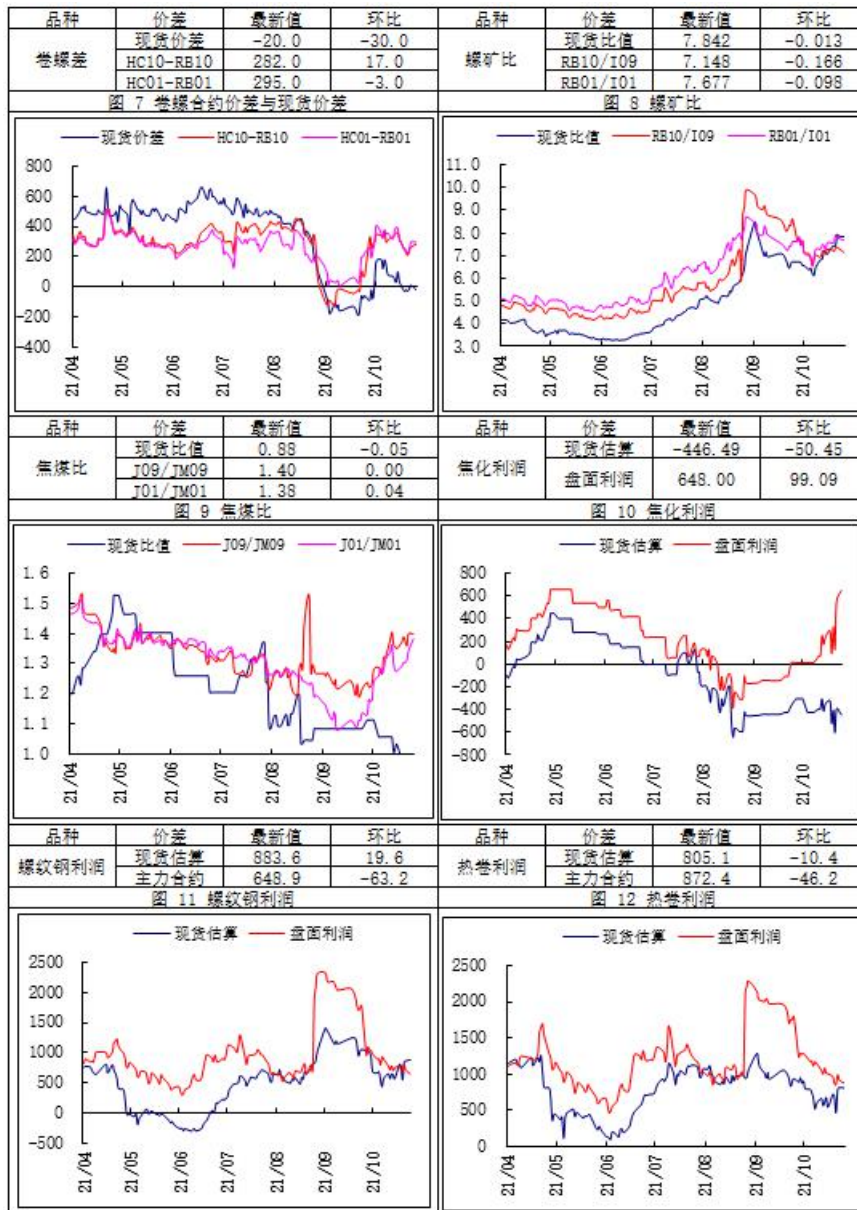 品种 价差 最新值 环比 品种 价差 最新值 环比
卷螺差 现货价差 -20.0 -30.0 螺矿比 现货比值 7.842 -0.013
HC10-RB10 282.0 17.0 RB10/I09 7.148 -0.166
HC01-RB01 295.0 -3.0 RB01/I01 7.677 -0.098
图 7 卷螺合约价差与现货价差 图 8 螺矿比
现货价差 HC10-RB10 HC01-RB01
800
600
400
200
0
-200
-400
21/04 21/05 21/06 21/07 21/08 21/09 21/10
现货比值 RB10/I09 RB01/I01
11.0
10.0
9.0
8.0
7.0
6.0
5.0
4.0
3.0
21/04 21/05 21/06 21/07 21/08 21/09 21/10
品种 价差 最新值 环比 品种 价差 最新值 环比
焦煤比 现货比值 0.88 -0.05 焦化利润 现货估算 -446.49 -50.45
J09/JM09 1.40 0.00 盘面利润 648.00 99.09
J01/JM01 1.38 0.04
图 9 焦煤比 图 10 焦化利润
现货比值 J09/JM09 J01/JM01
1.6
1.5
1.4
1.3
1.2
1.1
1.0
21/04 21/05 21/06 21/07 21/08 21/09 21/10
现货估算 盘面利润
800
600
400
200
0
-200
-400
-600
-800
21/04 21/05 21/06 21/07 21/08 21/09 21/10
品种 价差 最新值 环比 品种 价差 最新值 环比
螺纹钢利润 现货估算 883.6 19.6 热卷利润 现货估算 805.1 -10.4
主力合约 648.9 -63.2 主力合约 872.4 -46.2
图 11 螺纹钢利润 图 12 热卷利润
现货估算 盘面利润
2500
2000
1500
1000
500
0
-500
21/04 21/05 21/06 21/07 21/08 21/09 21/10
现货估算 盘面利润
2500
2000
1500
1000
500
0
21/04 21/05 21/06 21/07 21/08 21/09 21/10